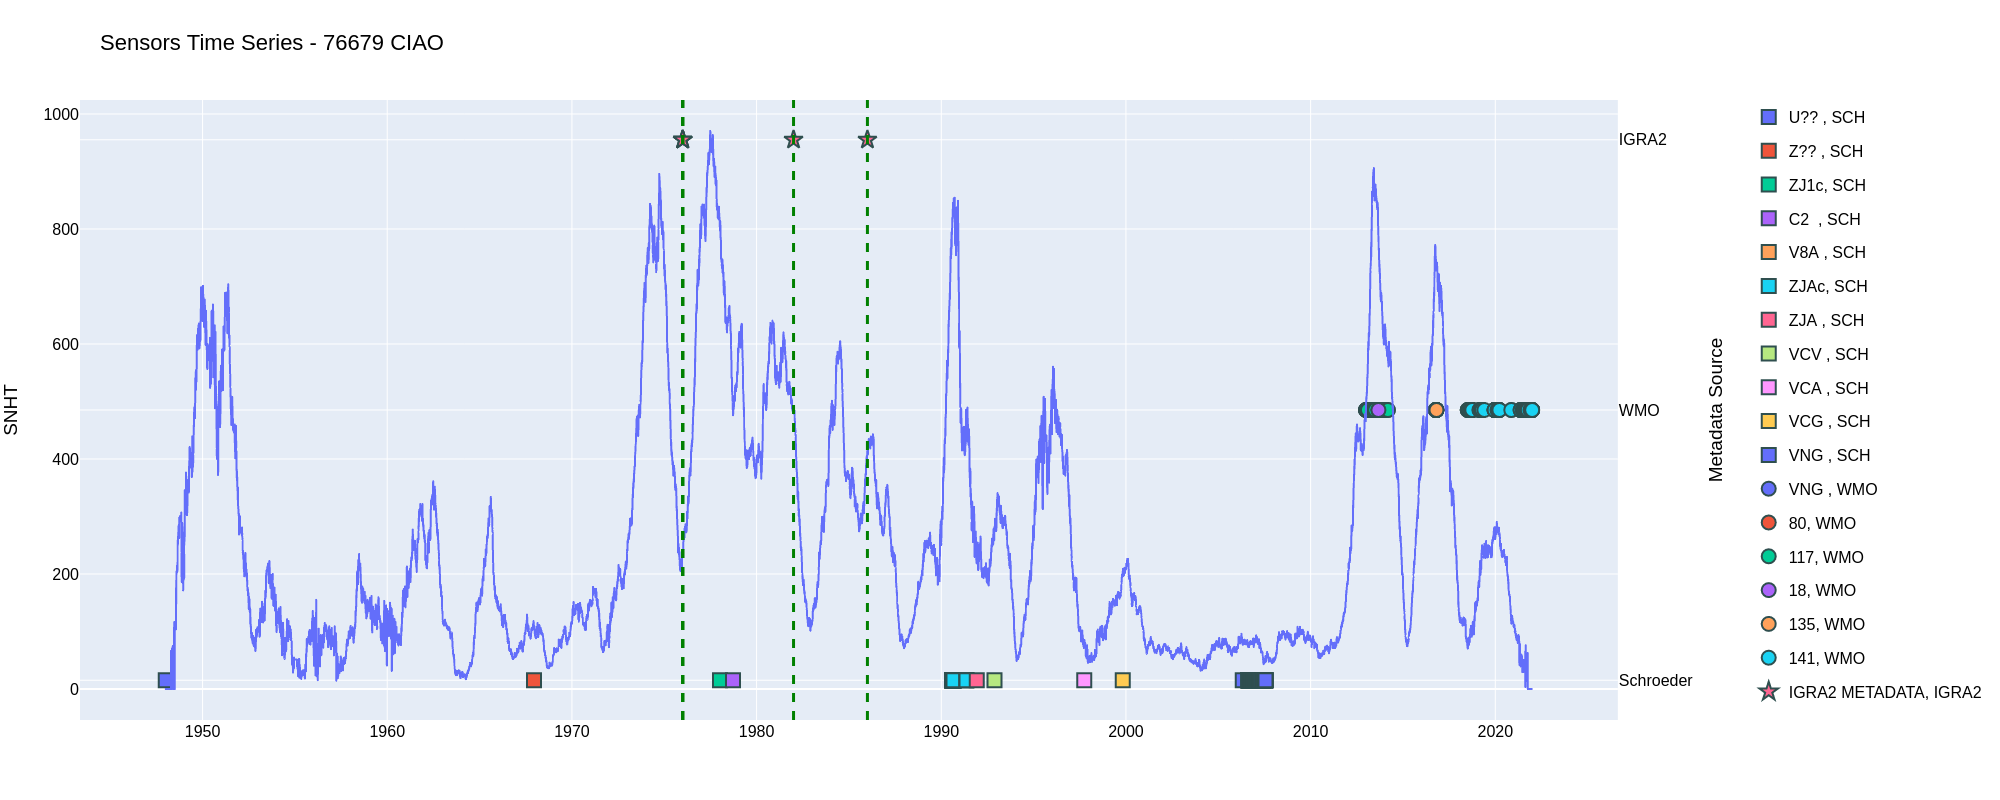 Sensors Time Series - 76679 CIAO
SNHT
1000
800
600
400
200
0
1950
1960
1970
1980
1990
2000
2010
2020
IGRA2
WMO
Schroeder
Metadata Source
U?? , SCH
Z?? , SCH
ZJ1c, SCH
C2  , SCH
V8A , SCH
ZJAc, SCH
ZJA , SCH
VCV , SCH
VCA , SCH
VCG , SCH
VNG , SCH
VNG , WMO
80, WMO
117, WMO
18, WMO
135, WMO
141, WMO
IGRA2 METADATA, IGRA2